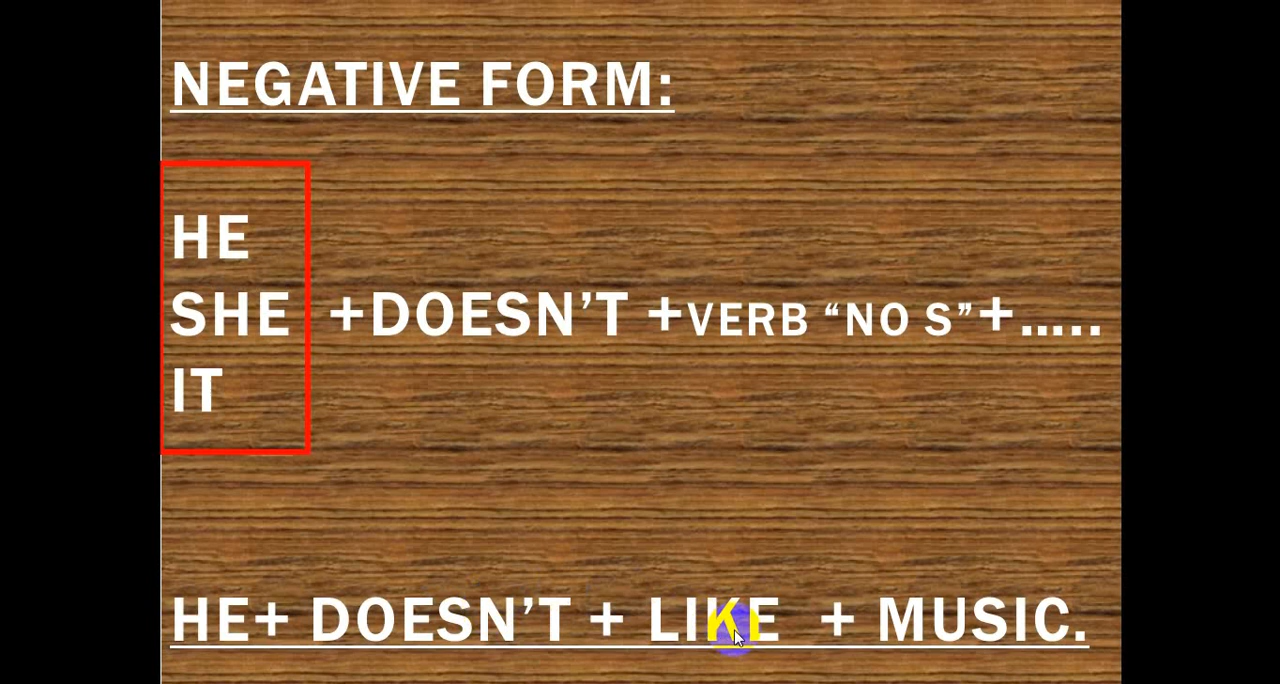 NEGATIVE FORM:
HE
SHE +DOESN’T +VERB “NO S”+.....
IT
HE+ DOESN’T + LIKE + MUSIC.